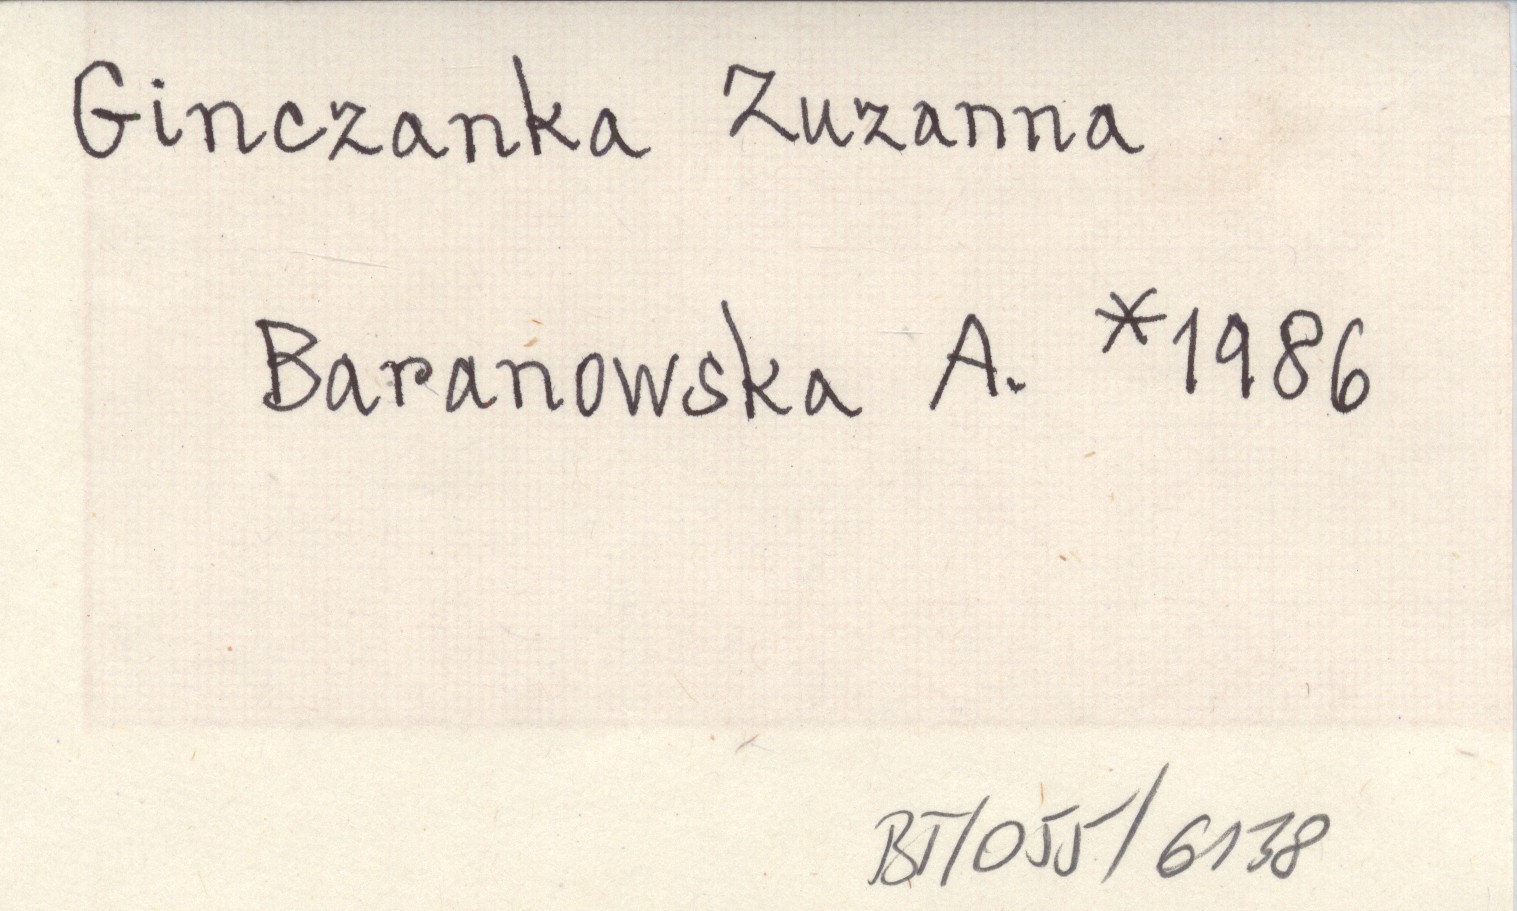 Ginczanka Zuzanna
Baranowska A. *1986
BT/055/6138